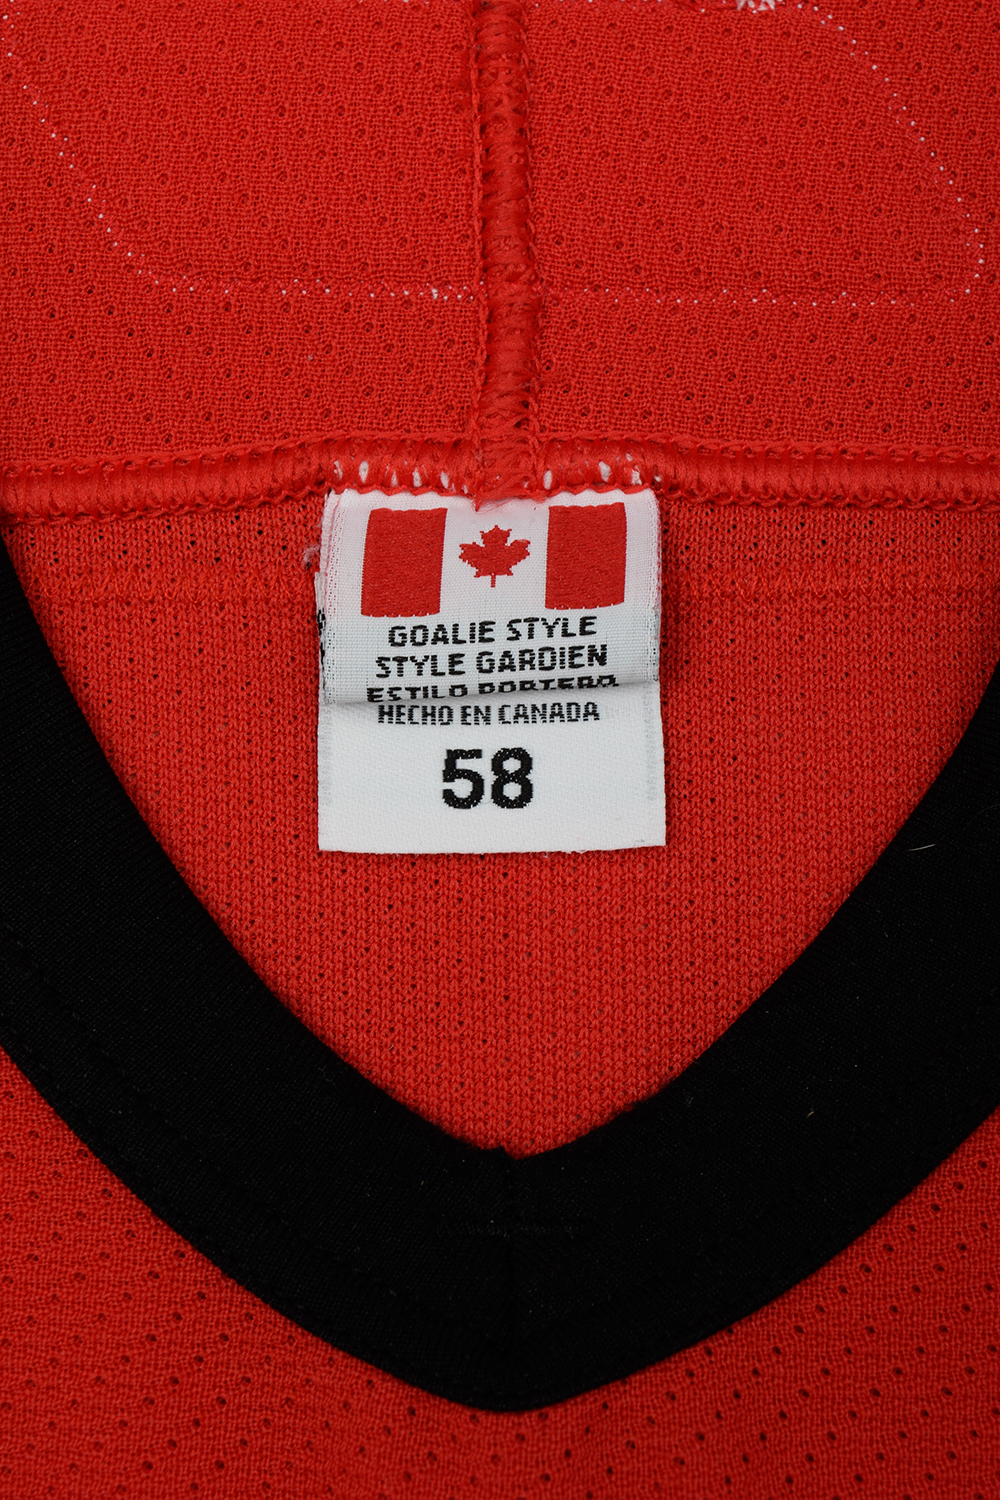 GOALIE STYLE
STYLE GARDIEN
ESTILO PORTERO
HECHO EN CANADA
58